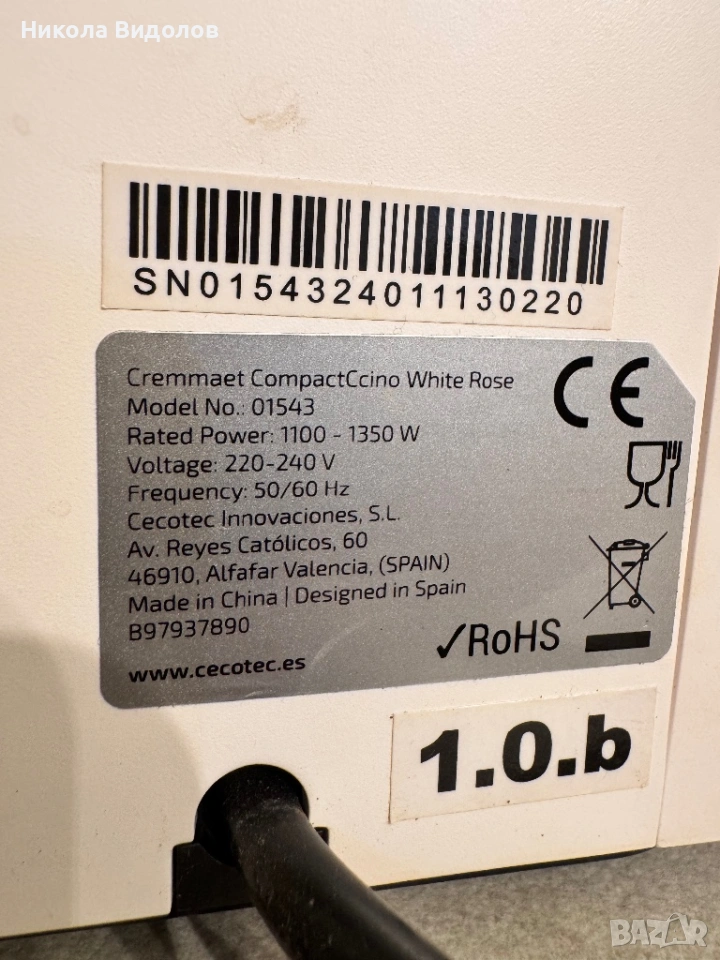 Никола Видолов
SN0154324011130220
Cremmaet CompactCcino White Rose
Model No.: 01543
Rated Power: 1100 - 1350 W
Voltage: 220-240 V
Frequency: 50/60 Hz
Cecotec Innovaciones, S.L.
Av. Reyes Católicos, 60
46910, Alfafar Valencia, (SPAIN)
Made in China | Designed in Spain
B97937890
www.cecotec.es
CE
✓RoHS
1.0.b
BAZAR